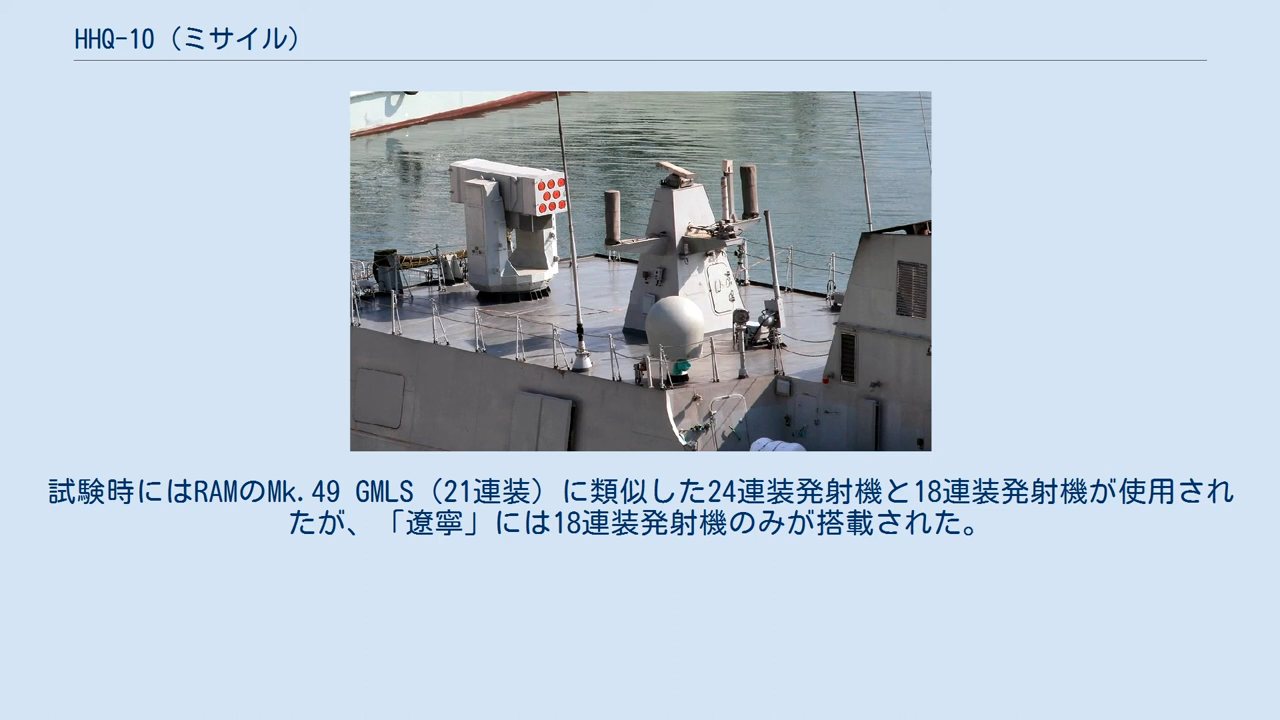 HHQ-10（ミサイル）
試験時にはRAMのMk.49 GMLS（21連装）に類似した24連装発射機と18連装発射機が使用され
たが、「遼寧」には18連装発射機のみが搭載された。